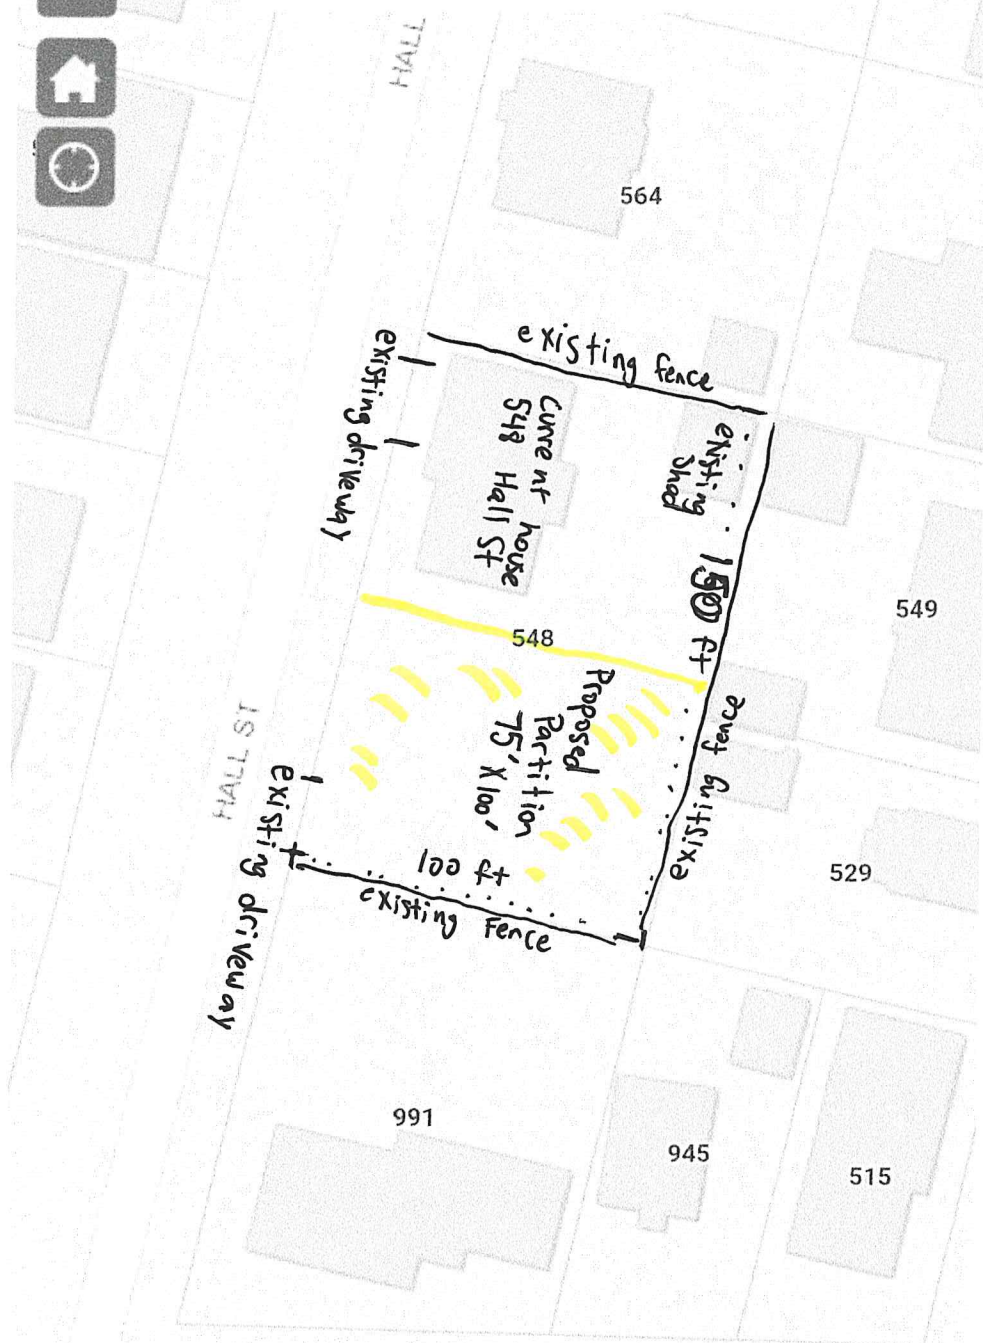 HALL
564
existing fence
existing driveway
Current house
548 Hall St
existing
shed
150 ft
549
548
Proposed
Partition
75' X 100'
existing fence
HALL ST
existing driveway
100 ft
existing Fence
529
991
945
515